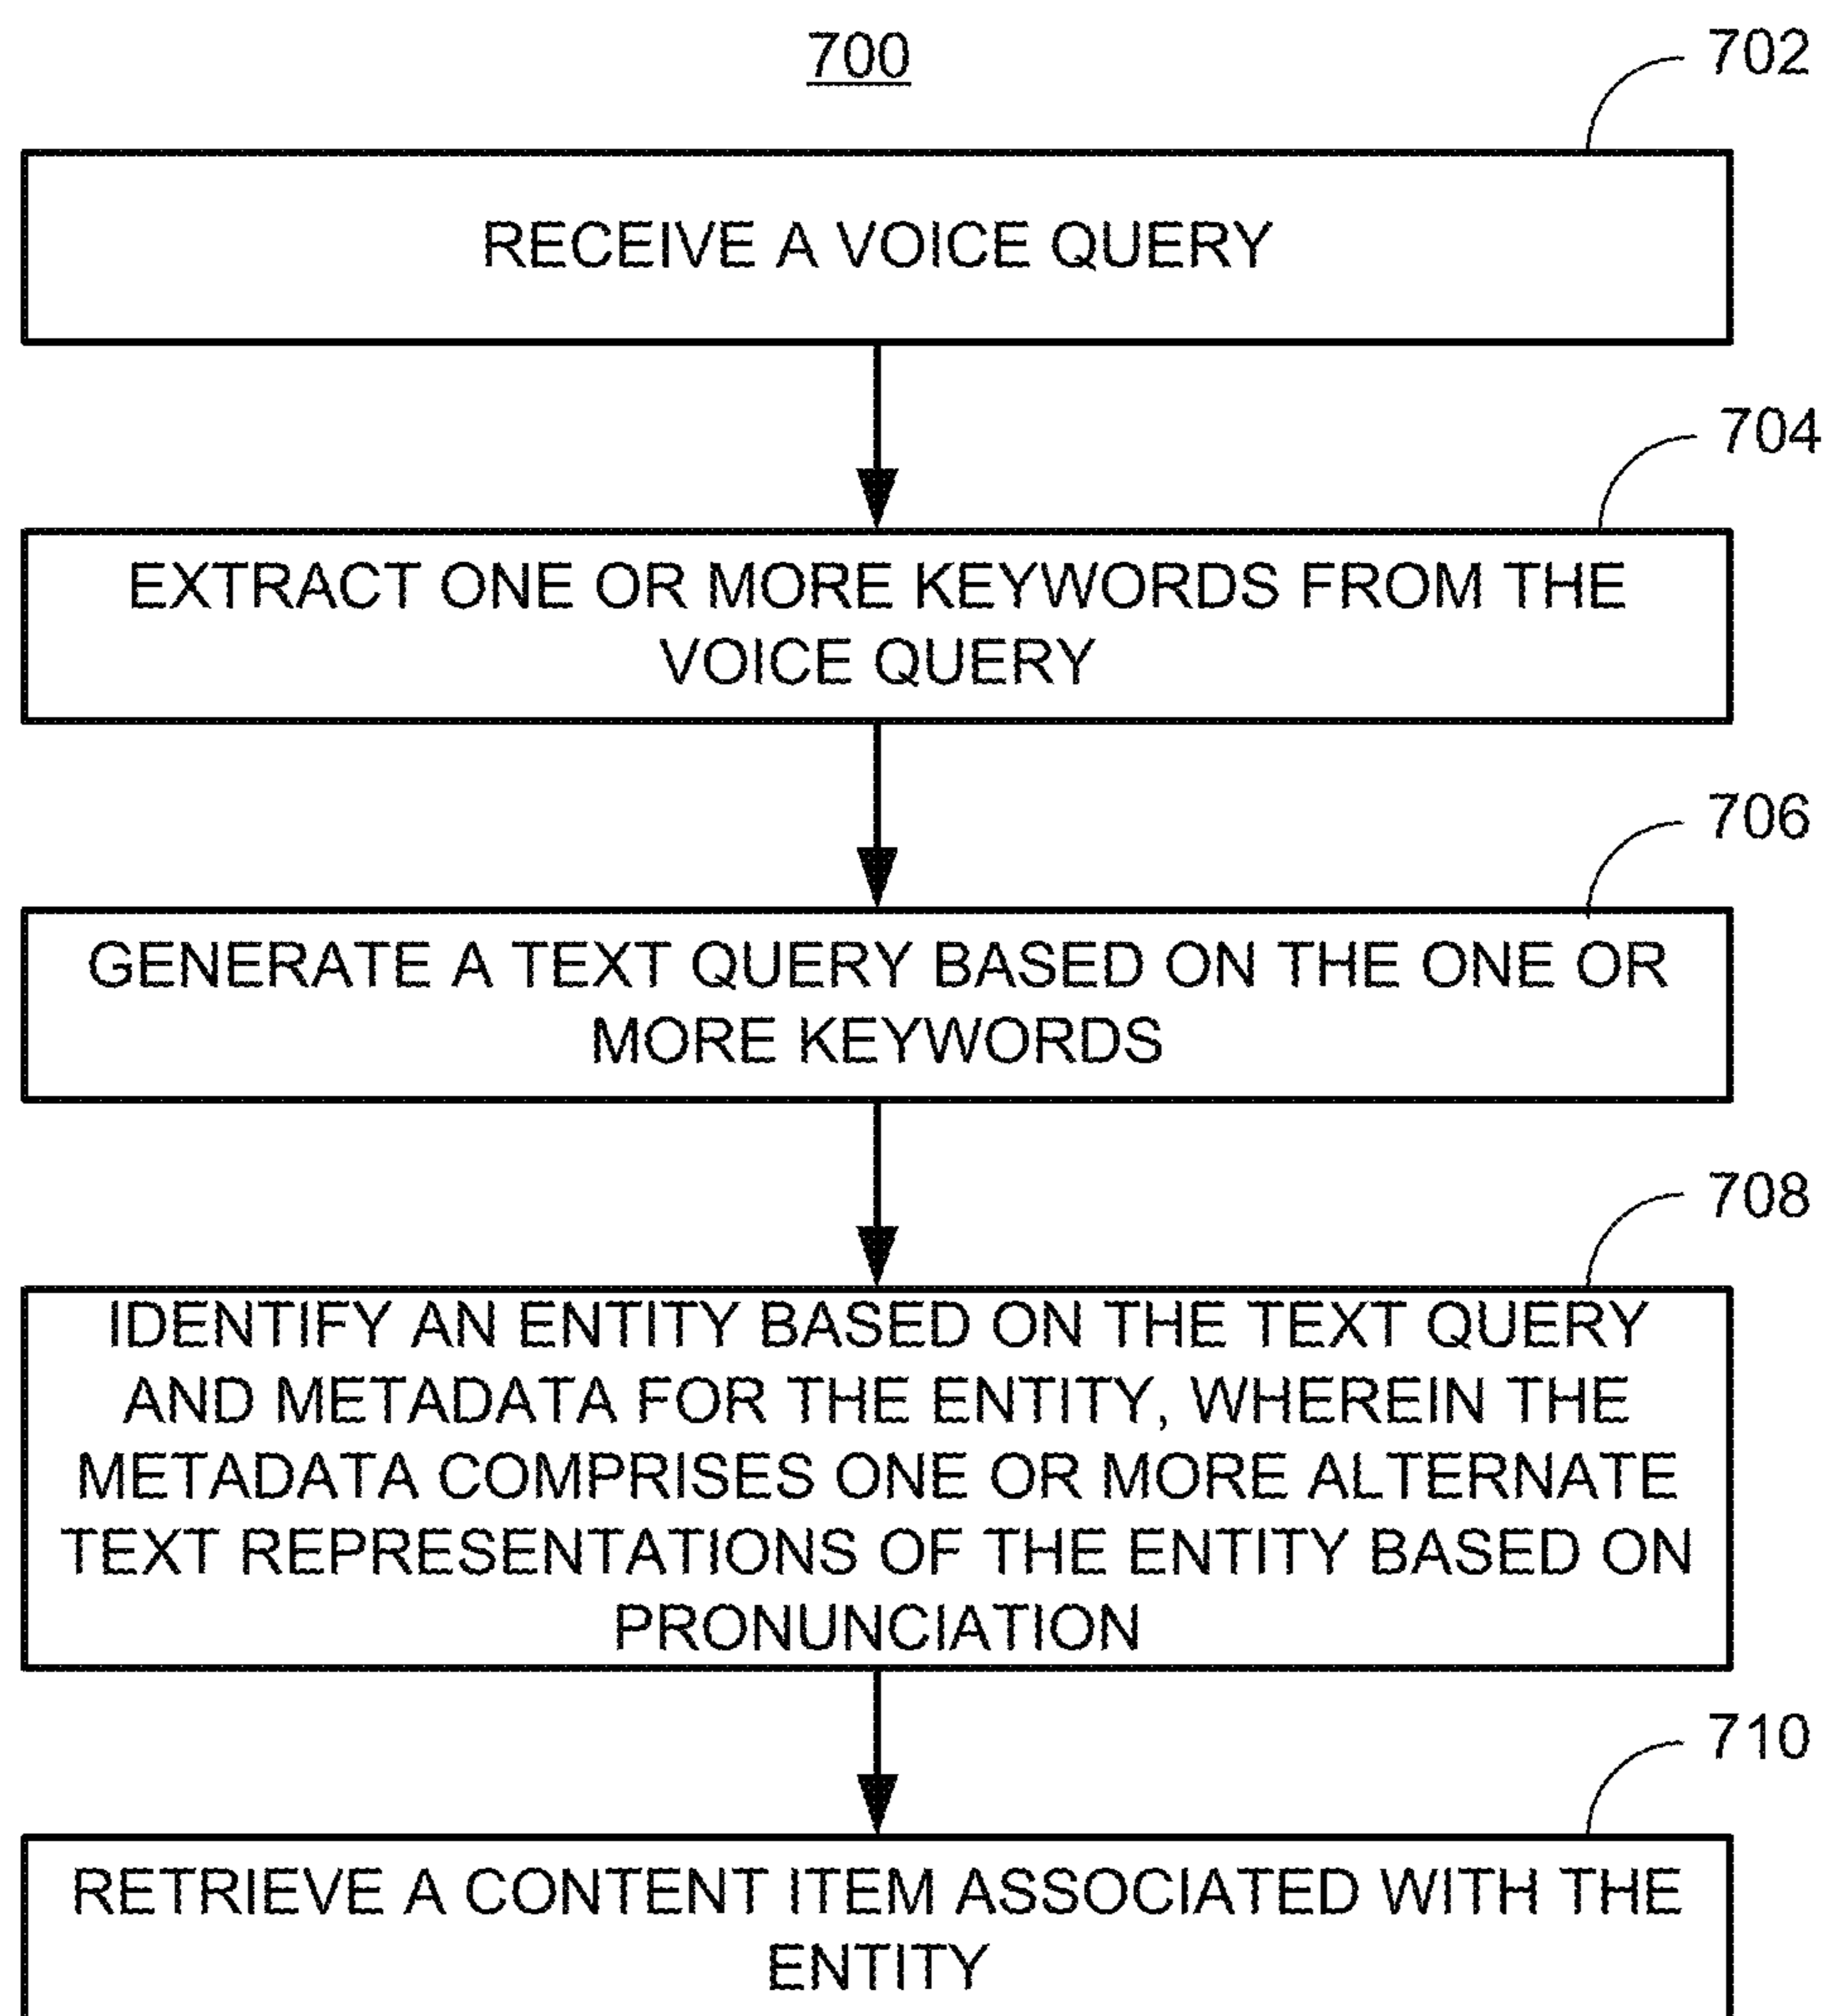 700
702
RECEIVE A VOICE QUERY
704
EXTRACT ONE OR MORE KEYWORDS FROM THE
VOICE QUERY
706
GENERATE A TEXT QUERY BASED ON THE ONE OR
MORE KEYWORDS
708
IDENTIFY AN ENTITY BASED ON THE TEXT QUERY
AND METADATA FOR THE ENTITY, WHEREIN THE
METADATA COMPRISES ONE OR MORE ALTERNATE
TEXT REPRESENTATIONS OF THE ENTITY BASED ON
PRONUNCIATION
710
RETRIEVE A CONTENT ITEM ASSOCIATED WITH THE
ENTITY